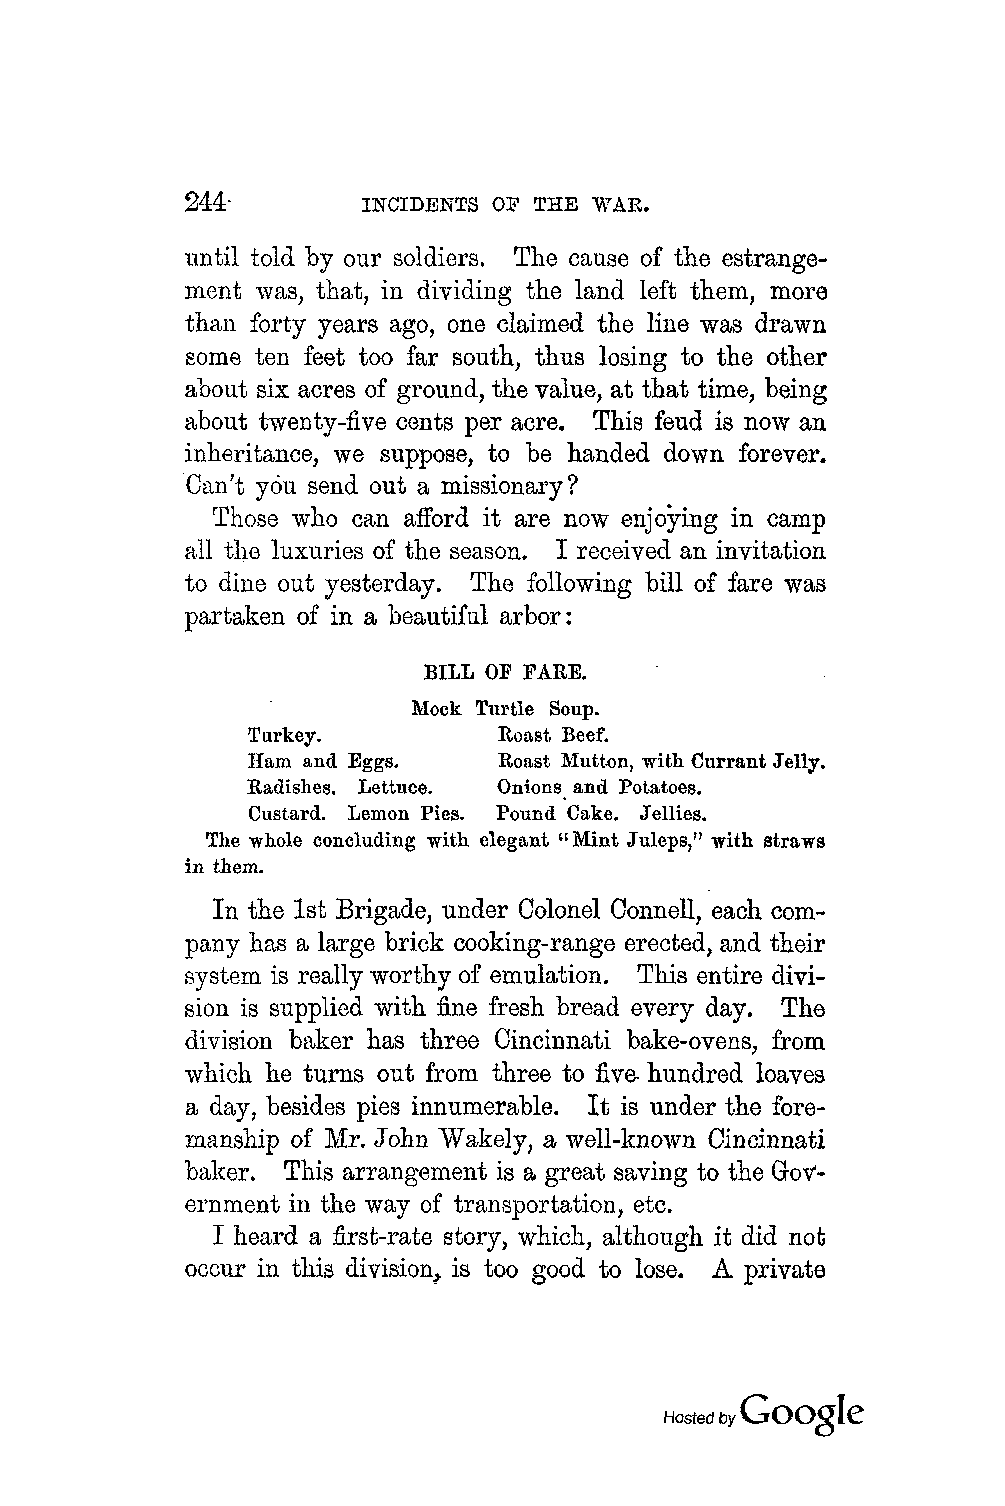 244 INCIDENTS OF THE WAR.
until told by our soldiers. The cause of the estrange-
ment was, that, in dividing the land left them, more
than forty years ago, one claimed the line was drawn
some ten feet too far south, thus losing to the other
about six acres of ground, the value, at that time, being
about twenty-five cents per acre. This feud is now an
inheritance, we suppose, to be handed down forever.
Can't you send out a missionary?
Those who can afford it are now enjoying in camp
all the luxuries of the season. I received an invitation
to dine out yesterday. The following bill of fare was
partaken of in a beautiful arbor:
BILL OF FARE.
Mock Turtle Soup.
Turkey. Roast Beef.
Ham and Eggs. Roast Mutton, with Currant Jelly.
Radishes. Lettuce. Onions and Potatoes.
Custard. Lemon Pies. Pound Cake. Jellies.
The whole concluding with elegant "Mint Juleps," with straws
in them.
In the 1st Brigade, under Colonel Connell, each com-
pany has a large brick cooking-range erected, and their
system is really worthy of emulation. This entire divi-
sion is supplied with fine fresh bread every day. The
division baker has three Cincinnati bake-ovens, from
which he turns out from three to five hundred loaves
a day, besides pies innumerable. It is under the fore-
manship of Mr. John Wakely, a well-known Cincinnati
baker. This arrangement is a great saving to the Gov-
ernment in the way of transportation, etc.
I heard a first-rate story, which, although it did not
occur in this division, is too good to lose. A private
Hosted by Google